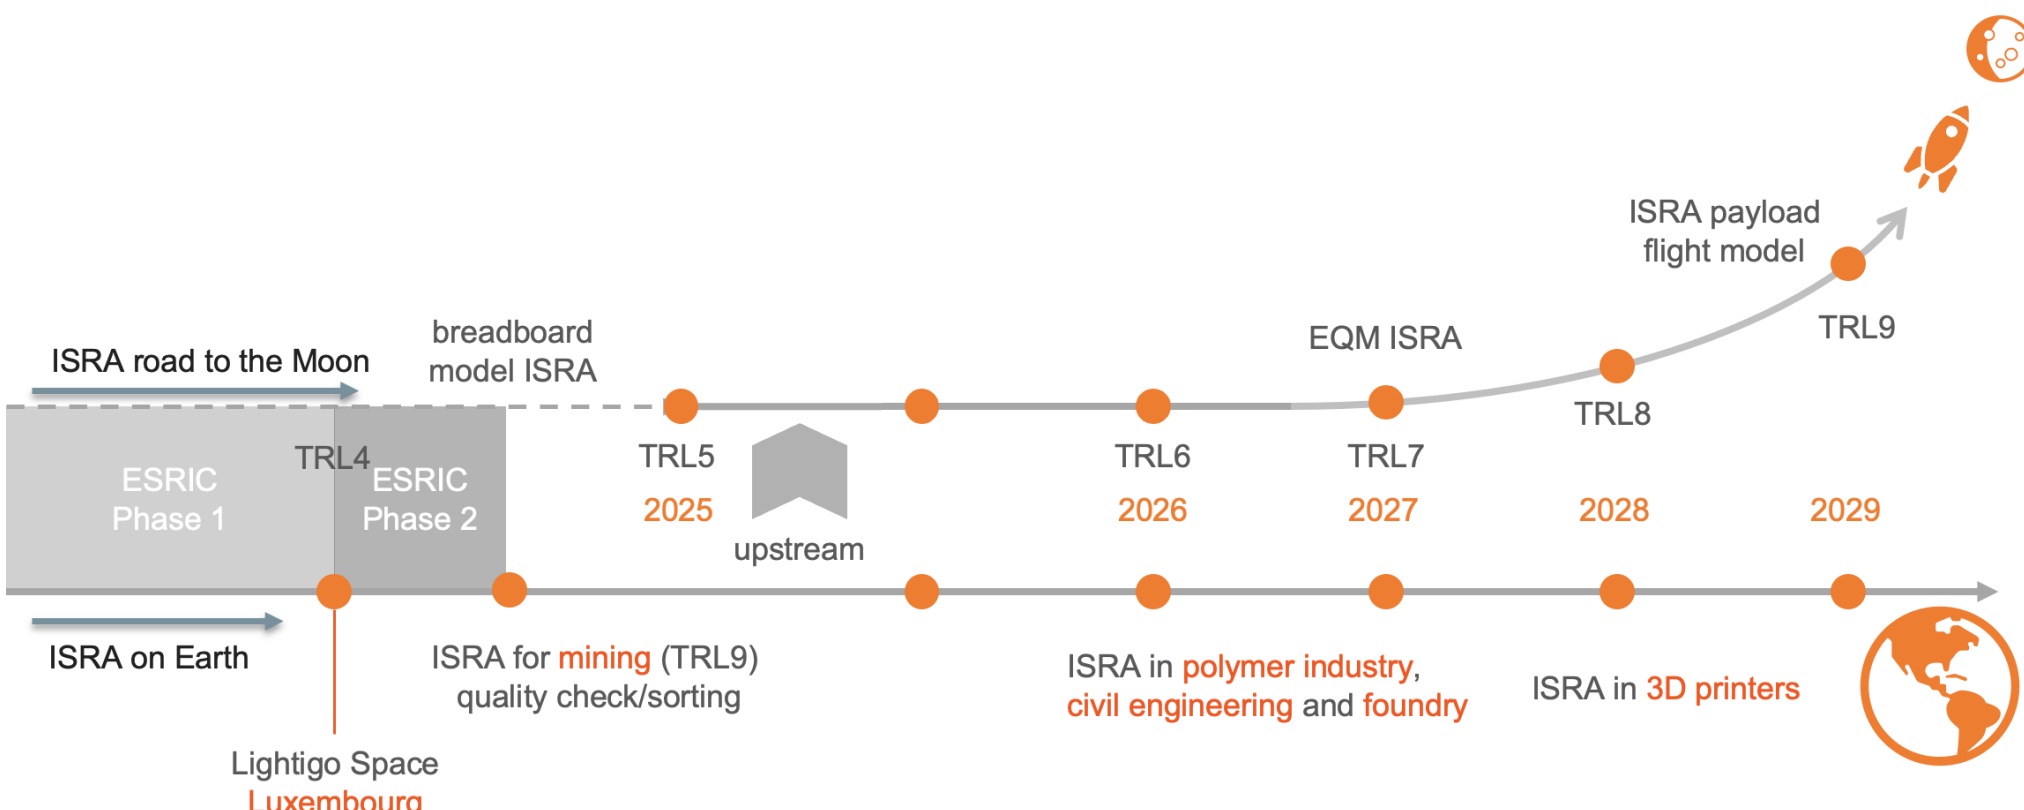 ISRA payload
flight model
TRL9
breadboard
model ISRA
EQM ISRA
ISRA road to the Moon
TRL8
TRL4
TRL5
TRL6
TRL7
ESRIC
Phase 1
ESRIC
Phase 2
2025
2026
2027
2028
2029
upstream
ISRA on Earth
ISRA for mining (TRL9)
quality check/sorting
ISRA in polymer industry,
civil engineering and foundry
ISRA in 3D printers
Lightigo Space
Luxembourg